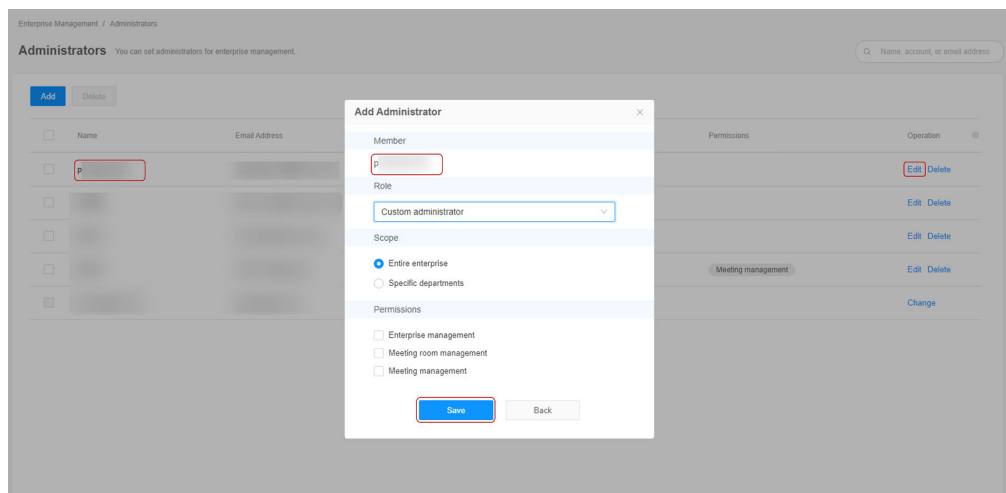 Enterprise Management / Administrators
Administrators You can set administrators for enterprise management.
Name, account, or email address
Add Delete
Name Email Address Permissions Operation
p Edit Delete
Edit Delete
Edit Delete
Meeting management Edit Delete
Change
Add Administrator
Member
p
Role
Custom administrator
Scope
Entire enterprise
Specific departments
Permissions
Enterprise management
Meeting room management
Meeting management
Save Back